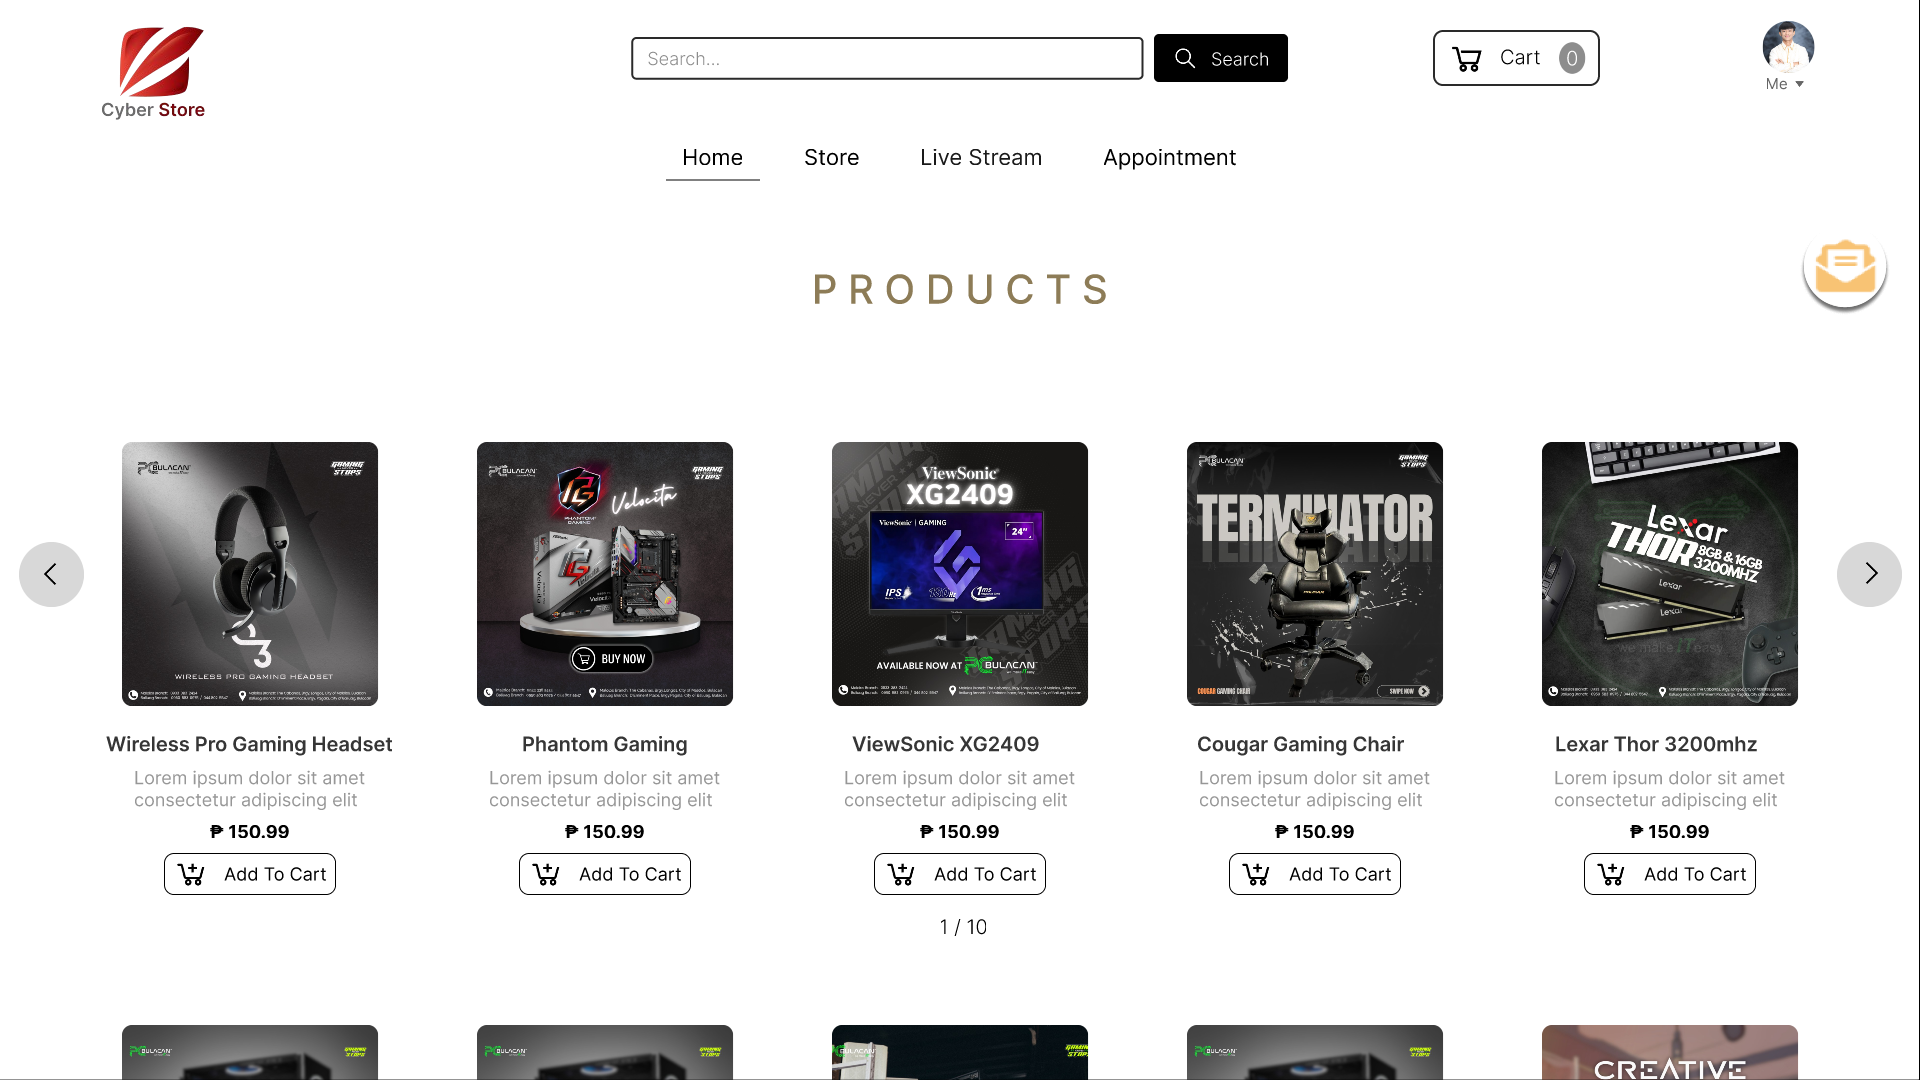 Cyber Store
Search...
Search
Cart 0
Me
Home
Store
Live Stream
Appointment
PRODUCTS
PC BULACAN
GAMING
NEVER
STOPS
WIRELESS PRO GAMING HEADSET
Wireless Pro Gaming Headset
Lorem ipsum dolor sit amet
consectetur adipiscing elit
₱ 150.99
Add To Cart
PC BULACAN
GAMING
STOPS
PHANTOM
GAMING
Velocita
BUY NOW
Phantom Gaming
Lorem ipsum dolor sit amet
consectetur adipiscing elit
₱ 150.99
Add To Cart
ViewSonic
XG2409
ViewSonic | GAMING
24"
IPS
1ms
AVAILABLE NOW AT PC BULACAN
ViewSonic XG2409
Lorem ipsum dolor sit amet
consectetur adipiscing elit
₱ 150.99
Add To Cart
PC BULACAN
GAMING
STOPS
TERMINATOR
COUGAR GAMING CHAIR
SWIPE NOW
Cougar Gaming Chair
Lorem ipsum dolor sit amet
consectetur adipiscing elit
₱ 150.99
Add To Cart
Lexar
THOR
8GB & 16GB
3200MHZ
Lexar
Lexar
we make IT easy
Lexar Thor 3200mhz
Lorem ipsum dolor sit amet
consectetur adipiscing elit
₱ 150.99
Add To Cart
1 / 10
PC BULACAN
GAMING
STOPS
PC BULACAN
GAMING
STOPS
BULACAN
PC BULACAN
GAMING
STOPS
CREATIVE